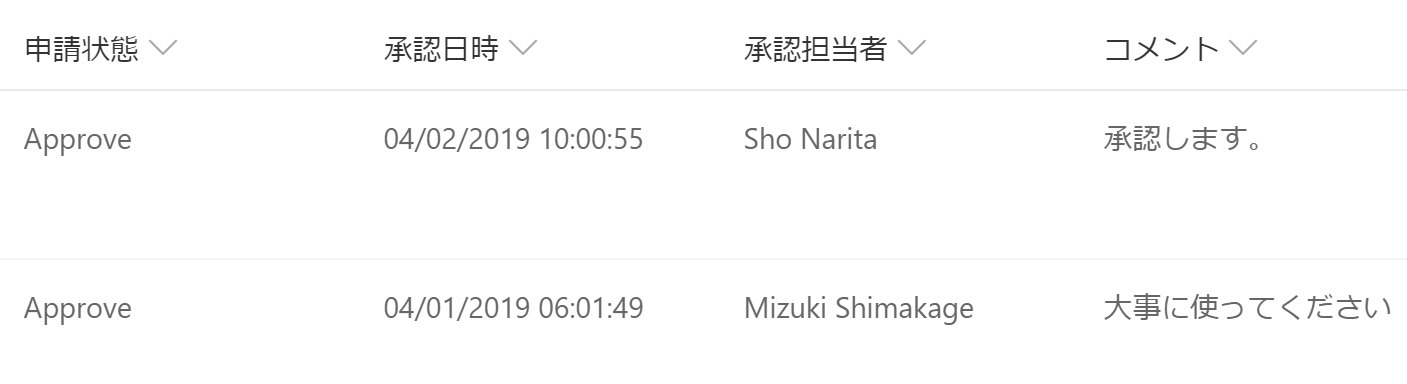 申請状態 承認日時 承認担当者 コメント
Approve 04/02/2019 10:00:55 Sho Narita 承認します。
Approve 04/01/2019 06:01:49 Mizuki Shimakage 大事に使ってください